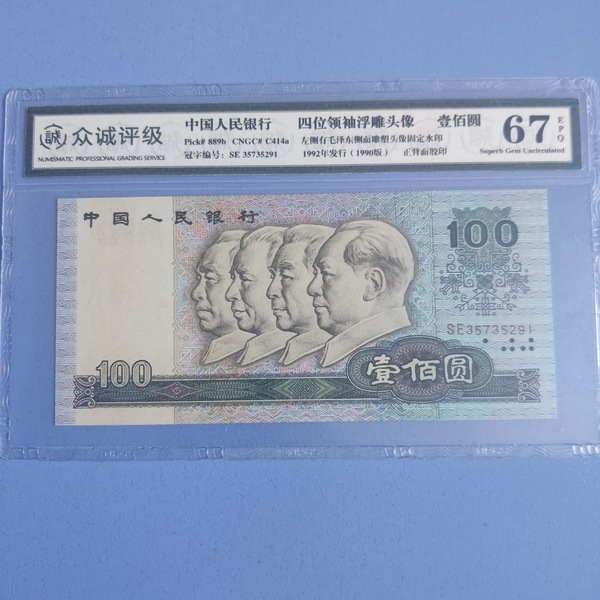 誠 众诚评级
NUMISMATIC PROFESSIONAL GRADING SERVICE
中国人民银行 四位领袖浮雕头像 壹佰圆
Pick# 889b CNGC# C414a 左侧有毛泽东侧面雕塑头像固定水印
冠字编号: SE 35735291 1992年发行(1990版) 正背面胶印
67 EPQ
Superb Gem Uncirculated
中国人民银行
100
SE35735291
100
壹佰圆